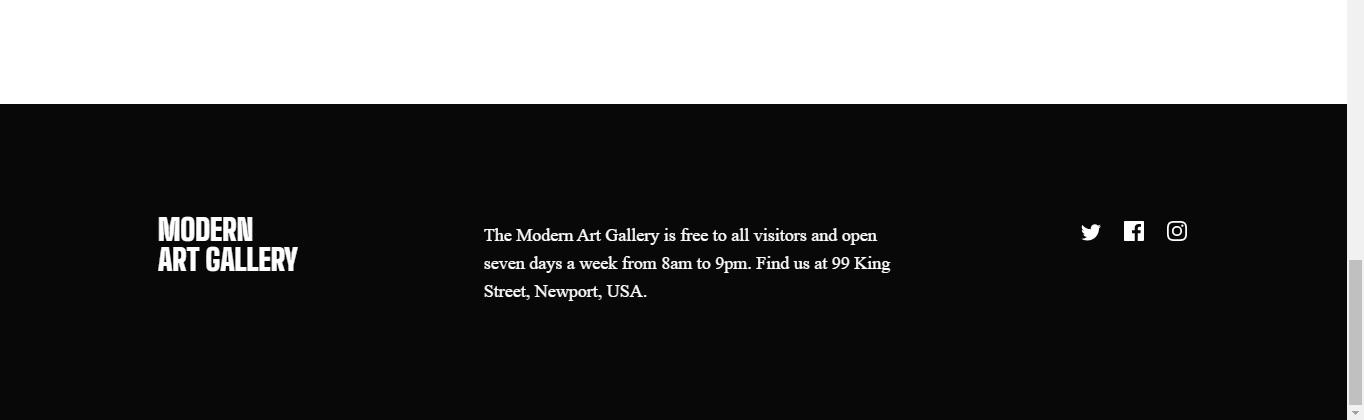 MODERN
ART GALLERY
The Modern Art Gallery is free to all visitors and open
seven days a week from 8am to 9pm. Find us at 99 King
Street, Newport, USA.